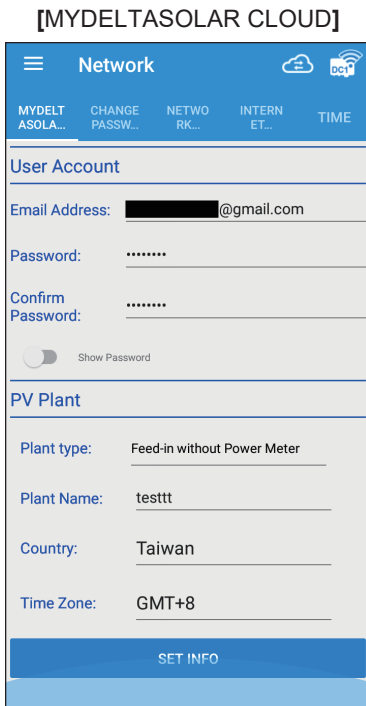 [MYDELTASOLAR CLOUD]
Network
DC1
MYDELT
ASOLA...
CHANGE
PASSW...
NETWO
RK...
INTERN
ET...
TIME
User Account
Email Address: @gmail.com
Password: ••••••••
Confirm
Password: ••••••••
Show Password
PV Plant
Plant type: Feed-in without Power Meter
Plant Name: testtt
Country: Taiwan
Time Zone: GMT+8
SET INFO